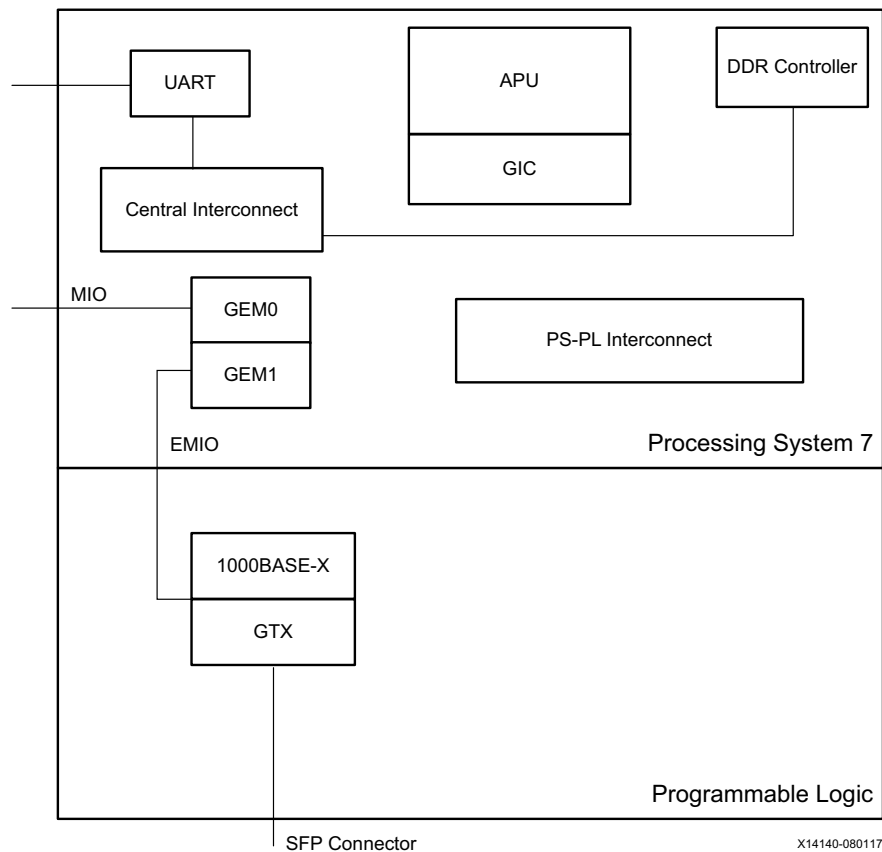 UART
APU
DDR Controller
GIC
Central Interconnect
MIO
GEM0
PS-PL Interconnect
GEM1
EMIO
Processing System 7
1000BASE-X
GTX
Programmable Logic
SFP Connector
X14140-080117